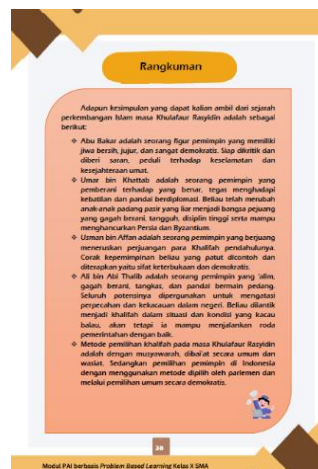 Rangkuman
Adapun kesimpulan yang dapat kalian ambil dari sejarah
perkembangan Islam masa Khulafaur Rasyidin adalah sebagai
berikut:
❖ Abu Bakar adalah seorang figur pemimpin yang memiliki
jiwa bersih, jujur, dan sangat demokratis. Siap dikritik dan
diberi saran, peduli terhadap keselamatan dan
kesejahteraan umat.
❖ Umar bin Khattab adalah seorang pemimpin yang
pemberani terhadap yang benar, tegas menghadapi
kebatilan dan pandai berdiplomasi. Beliau telah merubah
anak-anak padang pasir yang liar menjadi bangsa pejuang
yang gagah berani, tangguh, disiplin tinggi serta mampu
menghancurkan Persia dan Byzantium.
❖ Usman bin Affan adalah seorang pemimpin yang berjuang
meneruskan perjuangan para Khalifah pendahulunya.
Corak kepemimpinan beliau yang patut dicontoh dan
diterapkan yaitu sifat keterbukaan dan demokratis.
❖ Ali bin Abi Thalib adalah seorang pemimpin yang 'alim,
gagah berani, tangkas, dan pandai bermain pedang.
Seluruh potensinya dipergunakan untuk mengatasi
perpecahan dan kekacauan dalam negeri. Beliau dilantik
menjadi khalifah dalam situasi dan kondisi yang kacau
balau, akan tetapi ia mampu menjalankan roda
pemerintahan dengan baik.
❖ Metode pemilihan khalifah pada masa Khulafaur Rasyidin
adalah dengan musyawarah, dibai'at secara umum dan
wasiat. Sedangkan pemilihan pemimpin di Indonesia
dengan menggunakan metode dipilih oleh parlemen dan
melalui pemilihan umum secara demokratis.
38
Modul PAI berbasis Problem Based Learning Kelas X SMA